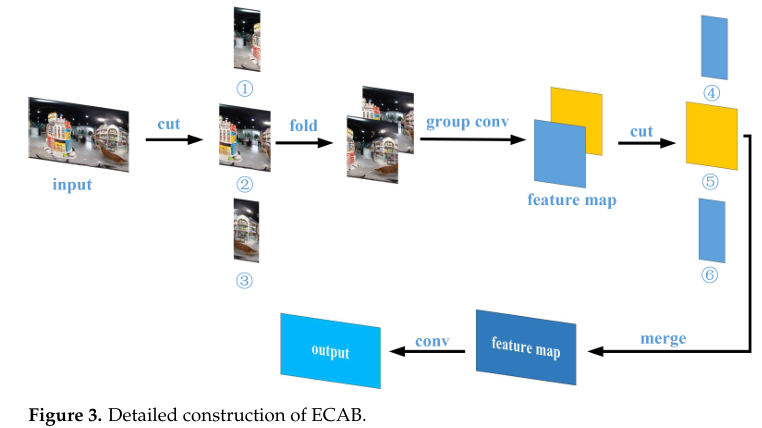 ①
④
cut
fold
group conv
cut
input
②
feature map
⑤
③
⑥
output
conv
feature map
merge
Figure 3. Detailed construction of ECAB.